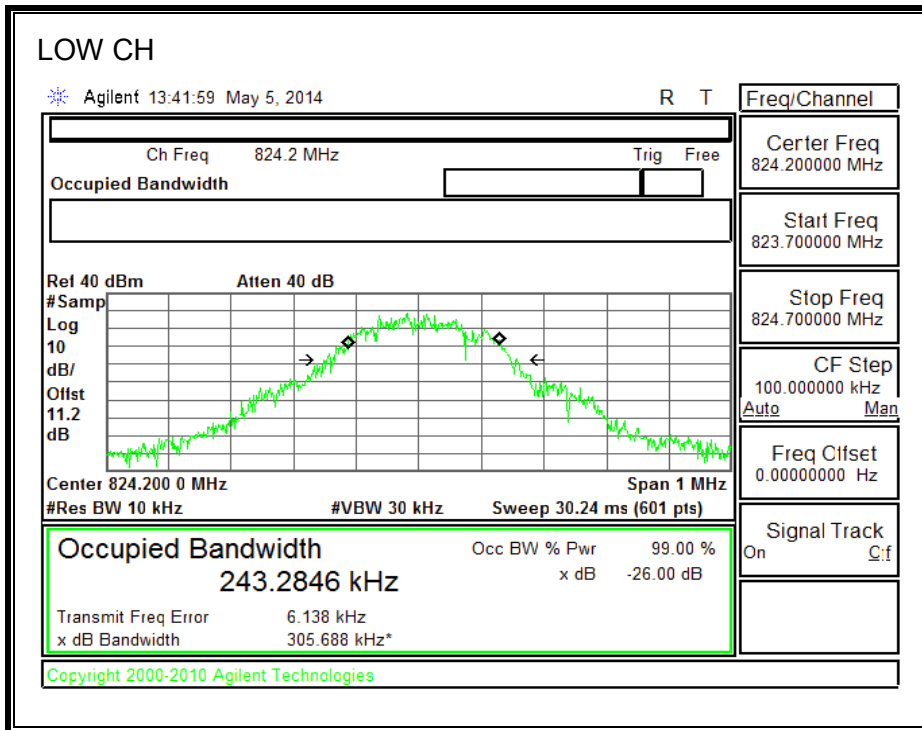 LOW CH
Agilent 13:41:59 May 5, 2014 R T
Ch Freq 824.2 MHz Trig Free
Occupied Bandwidth
Ref 40 dBm Atten 40 dB
#Samp
Log
10
dB/
Offst
11.2
dB
Center 824.200 0 MHz Span 1 MHz
#Res BW 10 kHz #VBW 30 kHz Sweep 30.24 ms (601 pts)
Occupied Bandwidth Occ BW % Pwr 99.00 %
243.2846 kHz x dB -26.00 dB
Transmit Freq Error 6.138 kHz
x dB Bandwidth 305.688 kHz*
Copyright 2000-2010 Agilent Technologies
Freq/Channel
Center Freq
824.200000 MHz
Start Freq
823.700000 MHz
Stop Freq
824.700000 MHz
CF Step
100.000000 kHz
Auto Man
Freq Offset
0.00000000 Hz
Signal Track
On Off